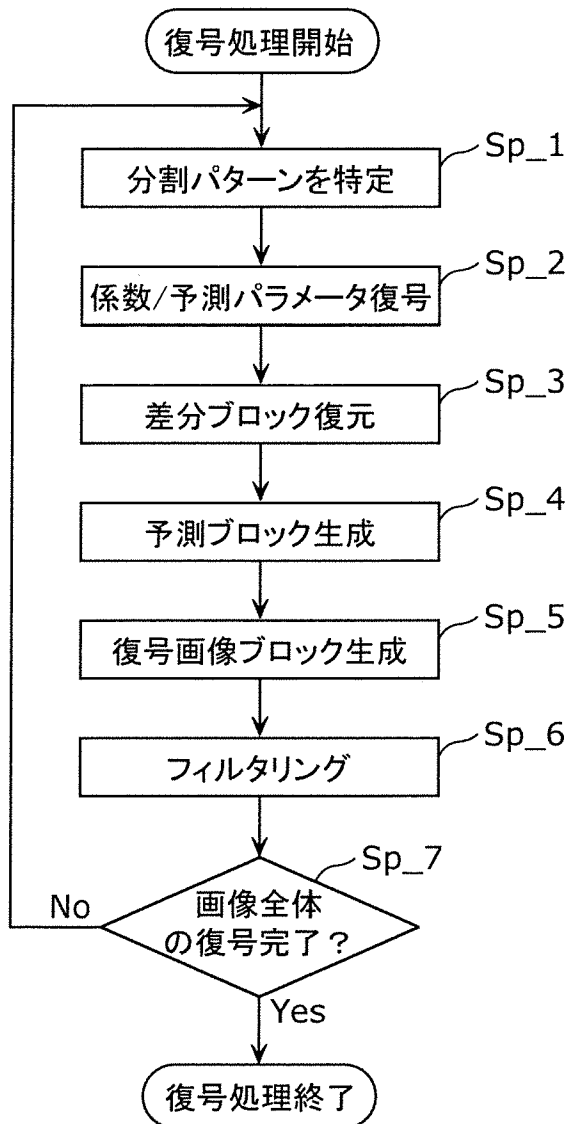 復号処理開始
Sp_1
分割パターンを特定
Sp_2
係数/予測パラメータ復号
Sp_3
差分ブロック復元
Sp_4
予測ブロック生成
Sp_5
復号画像ブロック生成
Sp_6
フィルタリング
Sp_7
画像全体
の復号完了？
No
Yes
復号処理終了